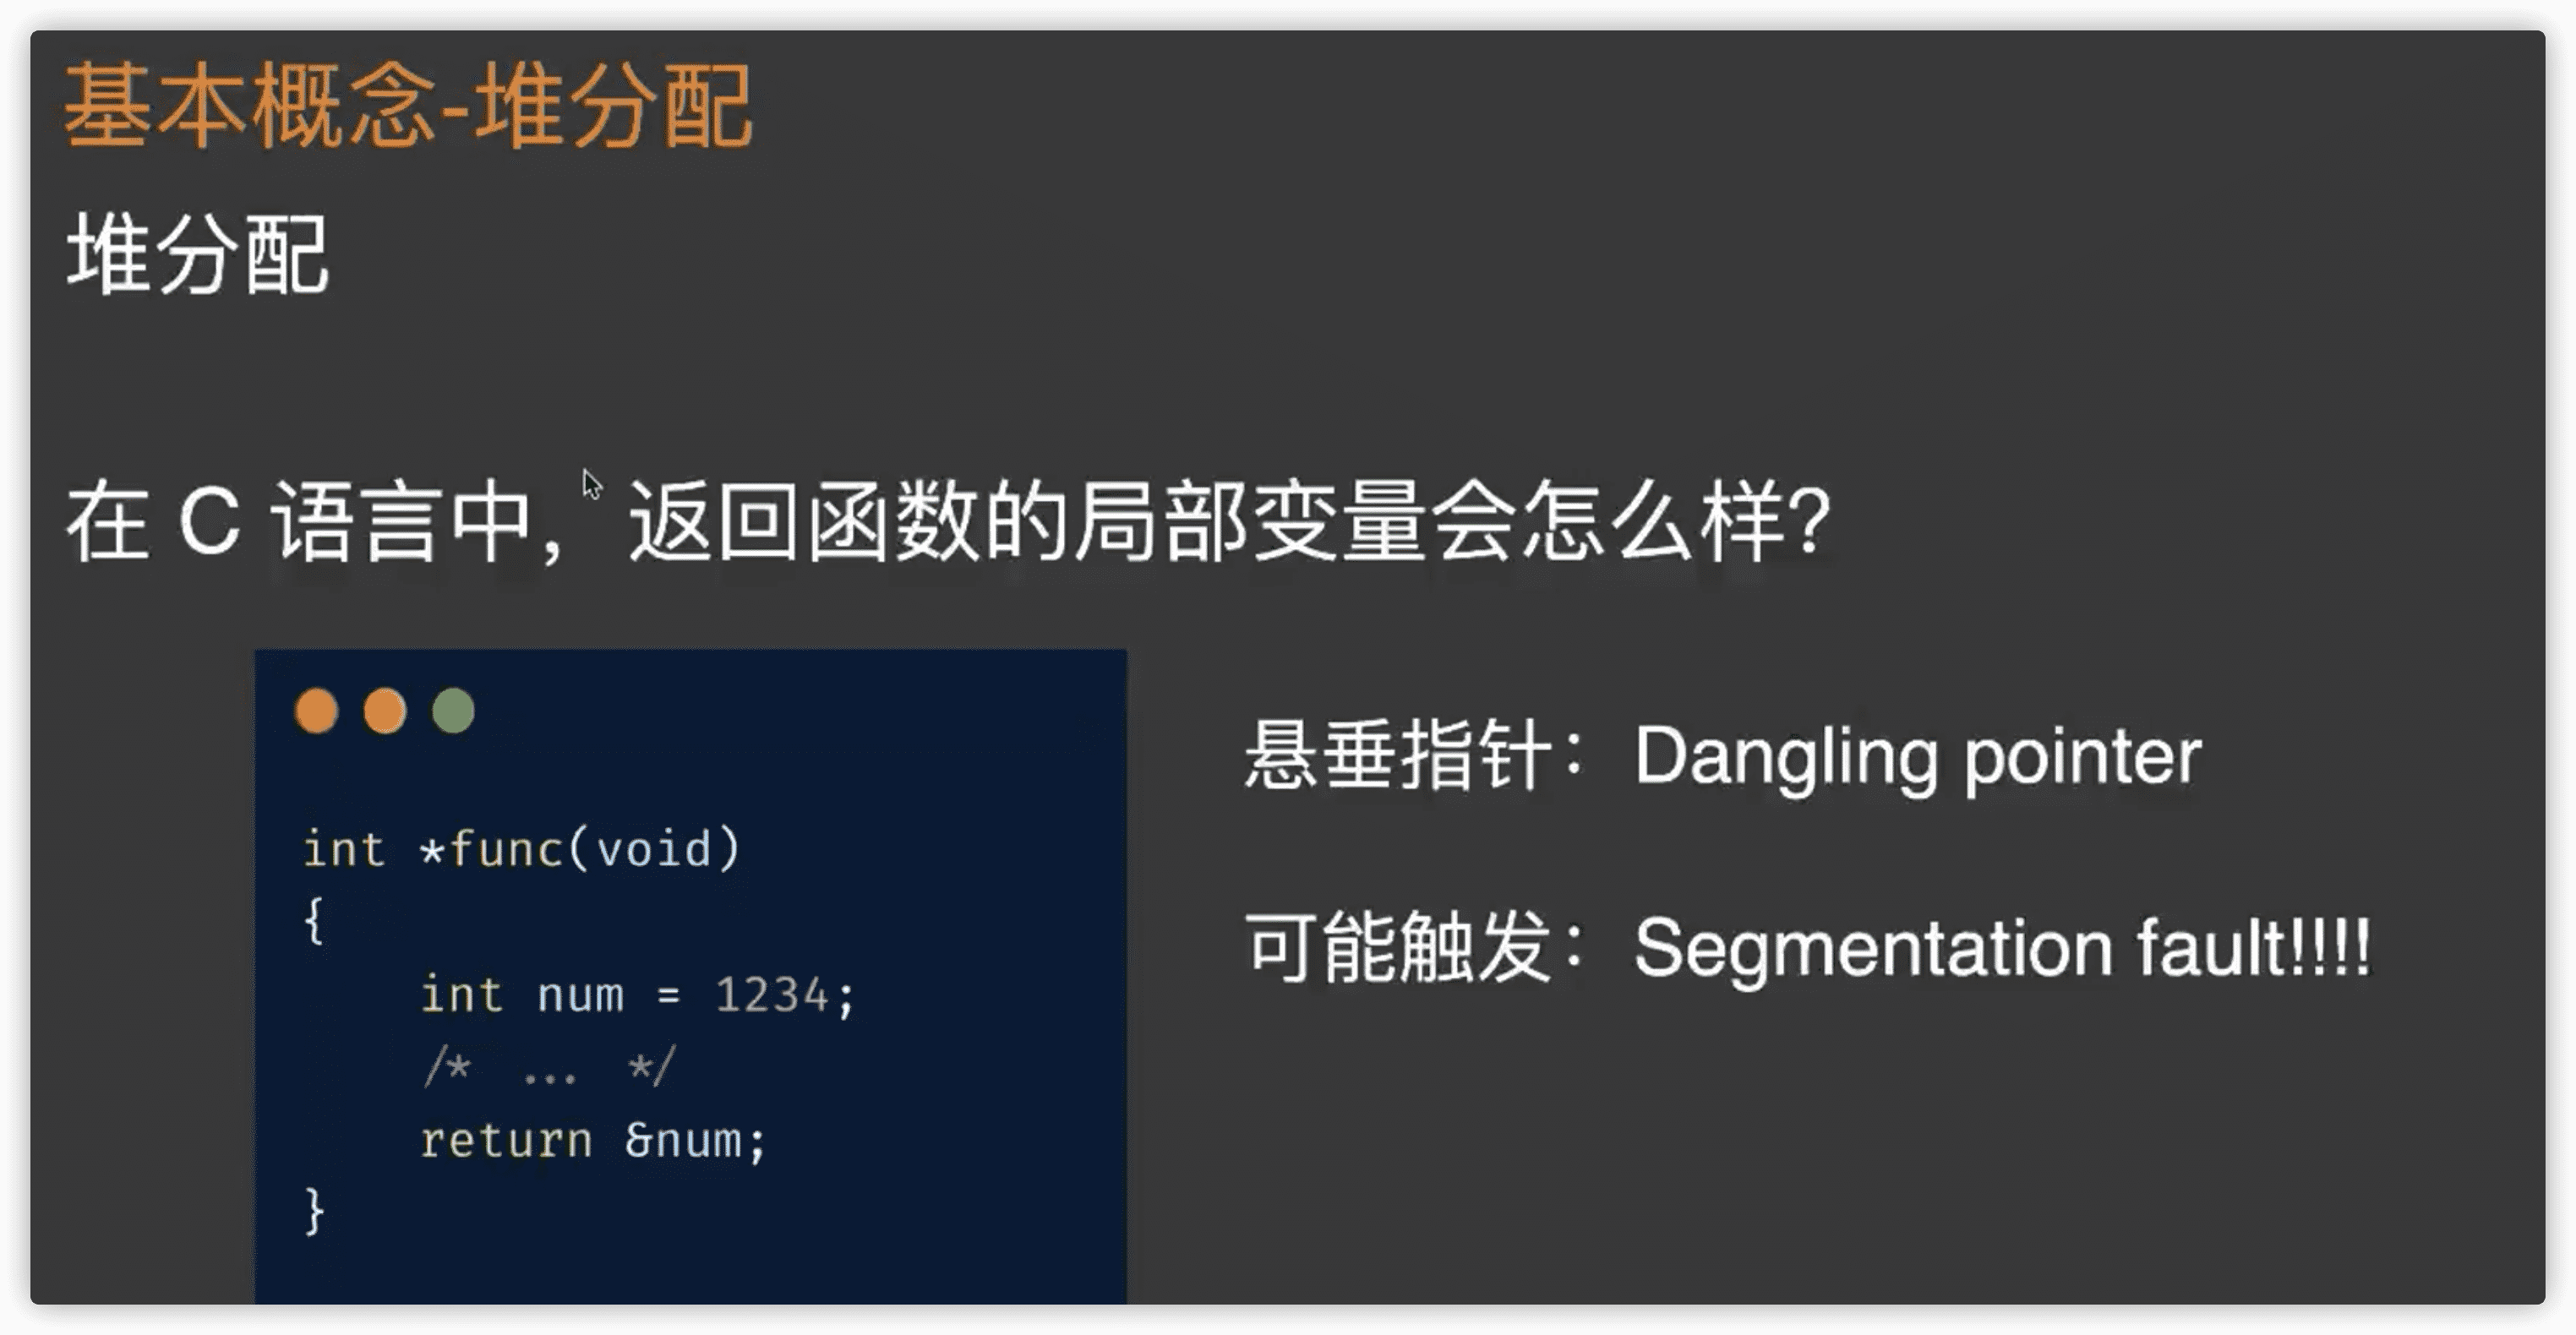 基本概念-堆分配
堆分配
在 C 语言中，返回函数的局部变量会怎么样?
int *func(void)
{
    int num = 1234;
    /* ... */
    return &num;
}
悬垂指针：Dangling pointer
可能触发：Segmentation fault!!!!